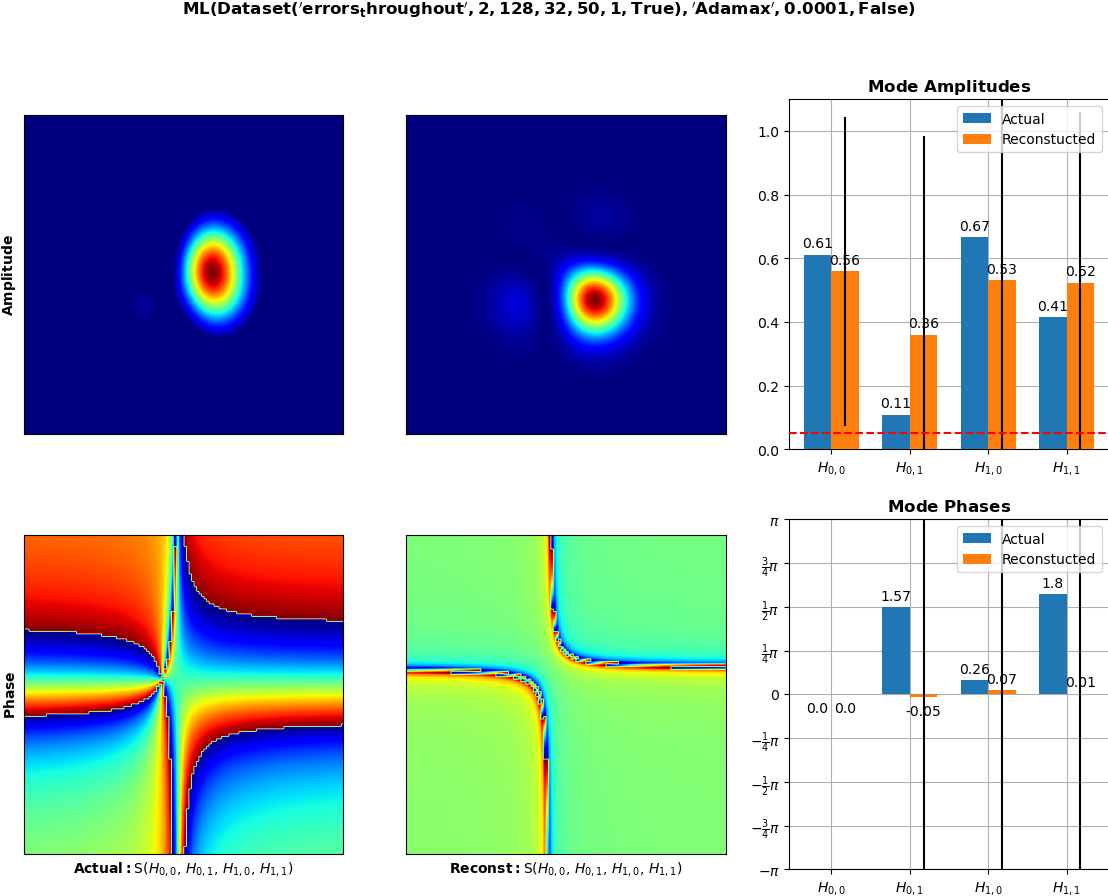 ML(Dataset('errors_throughout', 2, 128, 32, 50, 1, True), 'Adamax', 0.0001, False)
Amplitude
Mode Amplitudes
Actual
Reconstucted
1.0
0.8
0.6
0.4
0.2
0.0
0.61
0.56
0.11
0.36
0.67
0.53
0.41
0.52
H0,0
H0,1
H1,0
H1,1
Phase
Actual: S(H0,0, H0,1, H1,0, H1,1)
Reconst: S(H0,0, H0,1, H1,0, H1,1)
Mode Phases
Actual
Reconstucted
π
3/4π
1/2π
1/4π
0
−1/4π
−1/2π
−3/4π
−π
0.0
0.0
1.57
-0.05
0.26
0.07
1.8
0.01
H0,0
H0,1
H1,0
H1,1